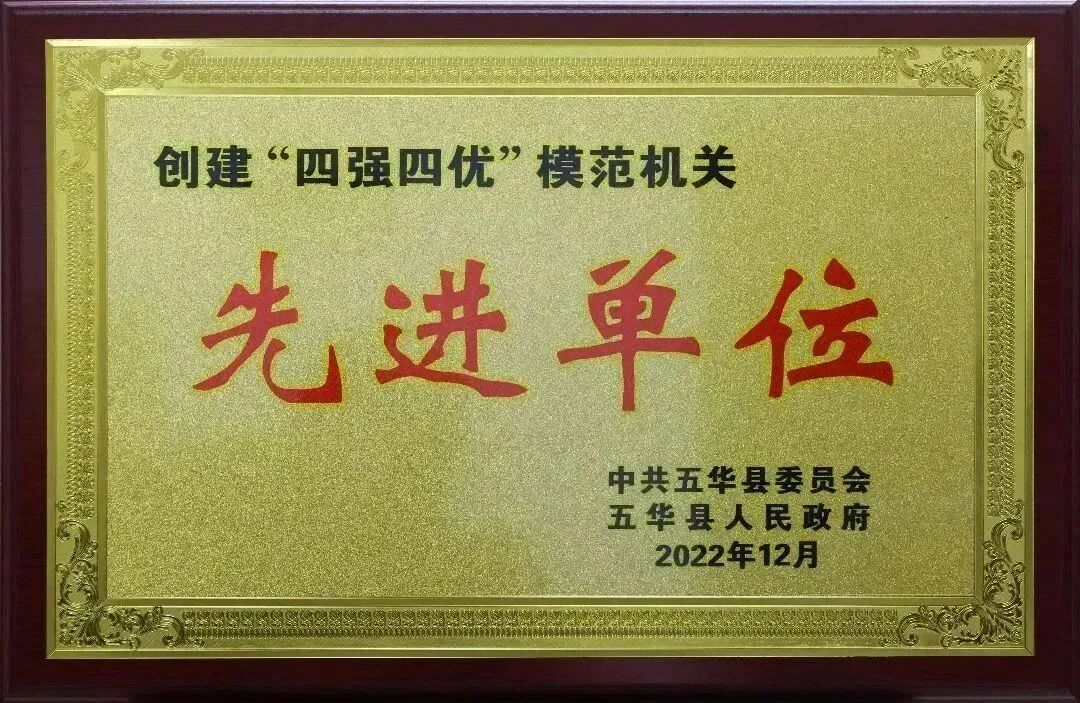 创建“四强四优”模范机关
先进单位
中共五华县委员会
五华县人民政府
2022年12月